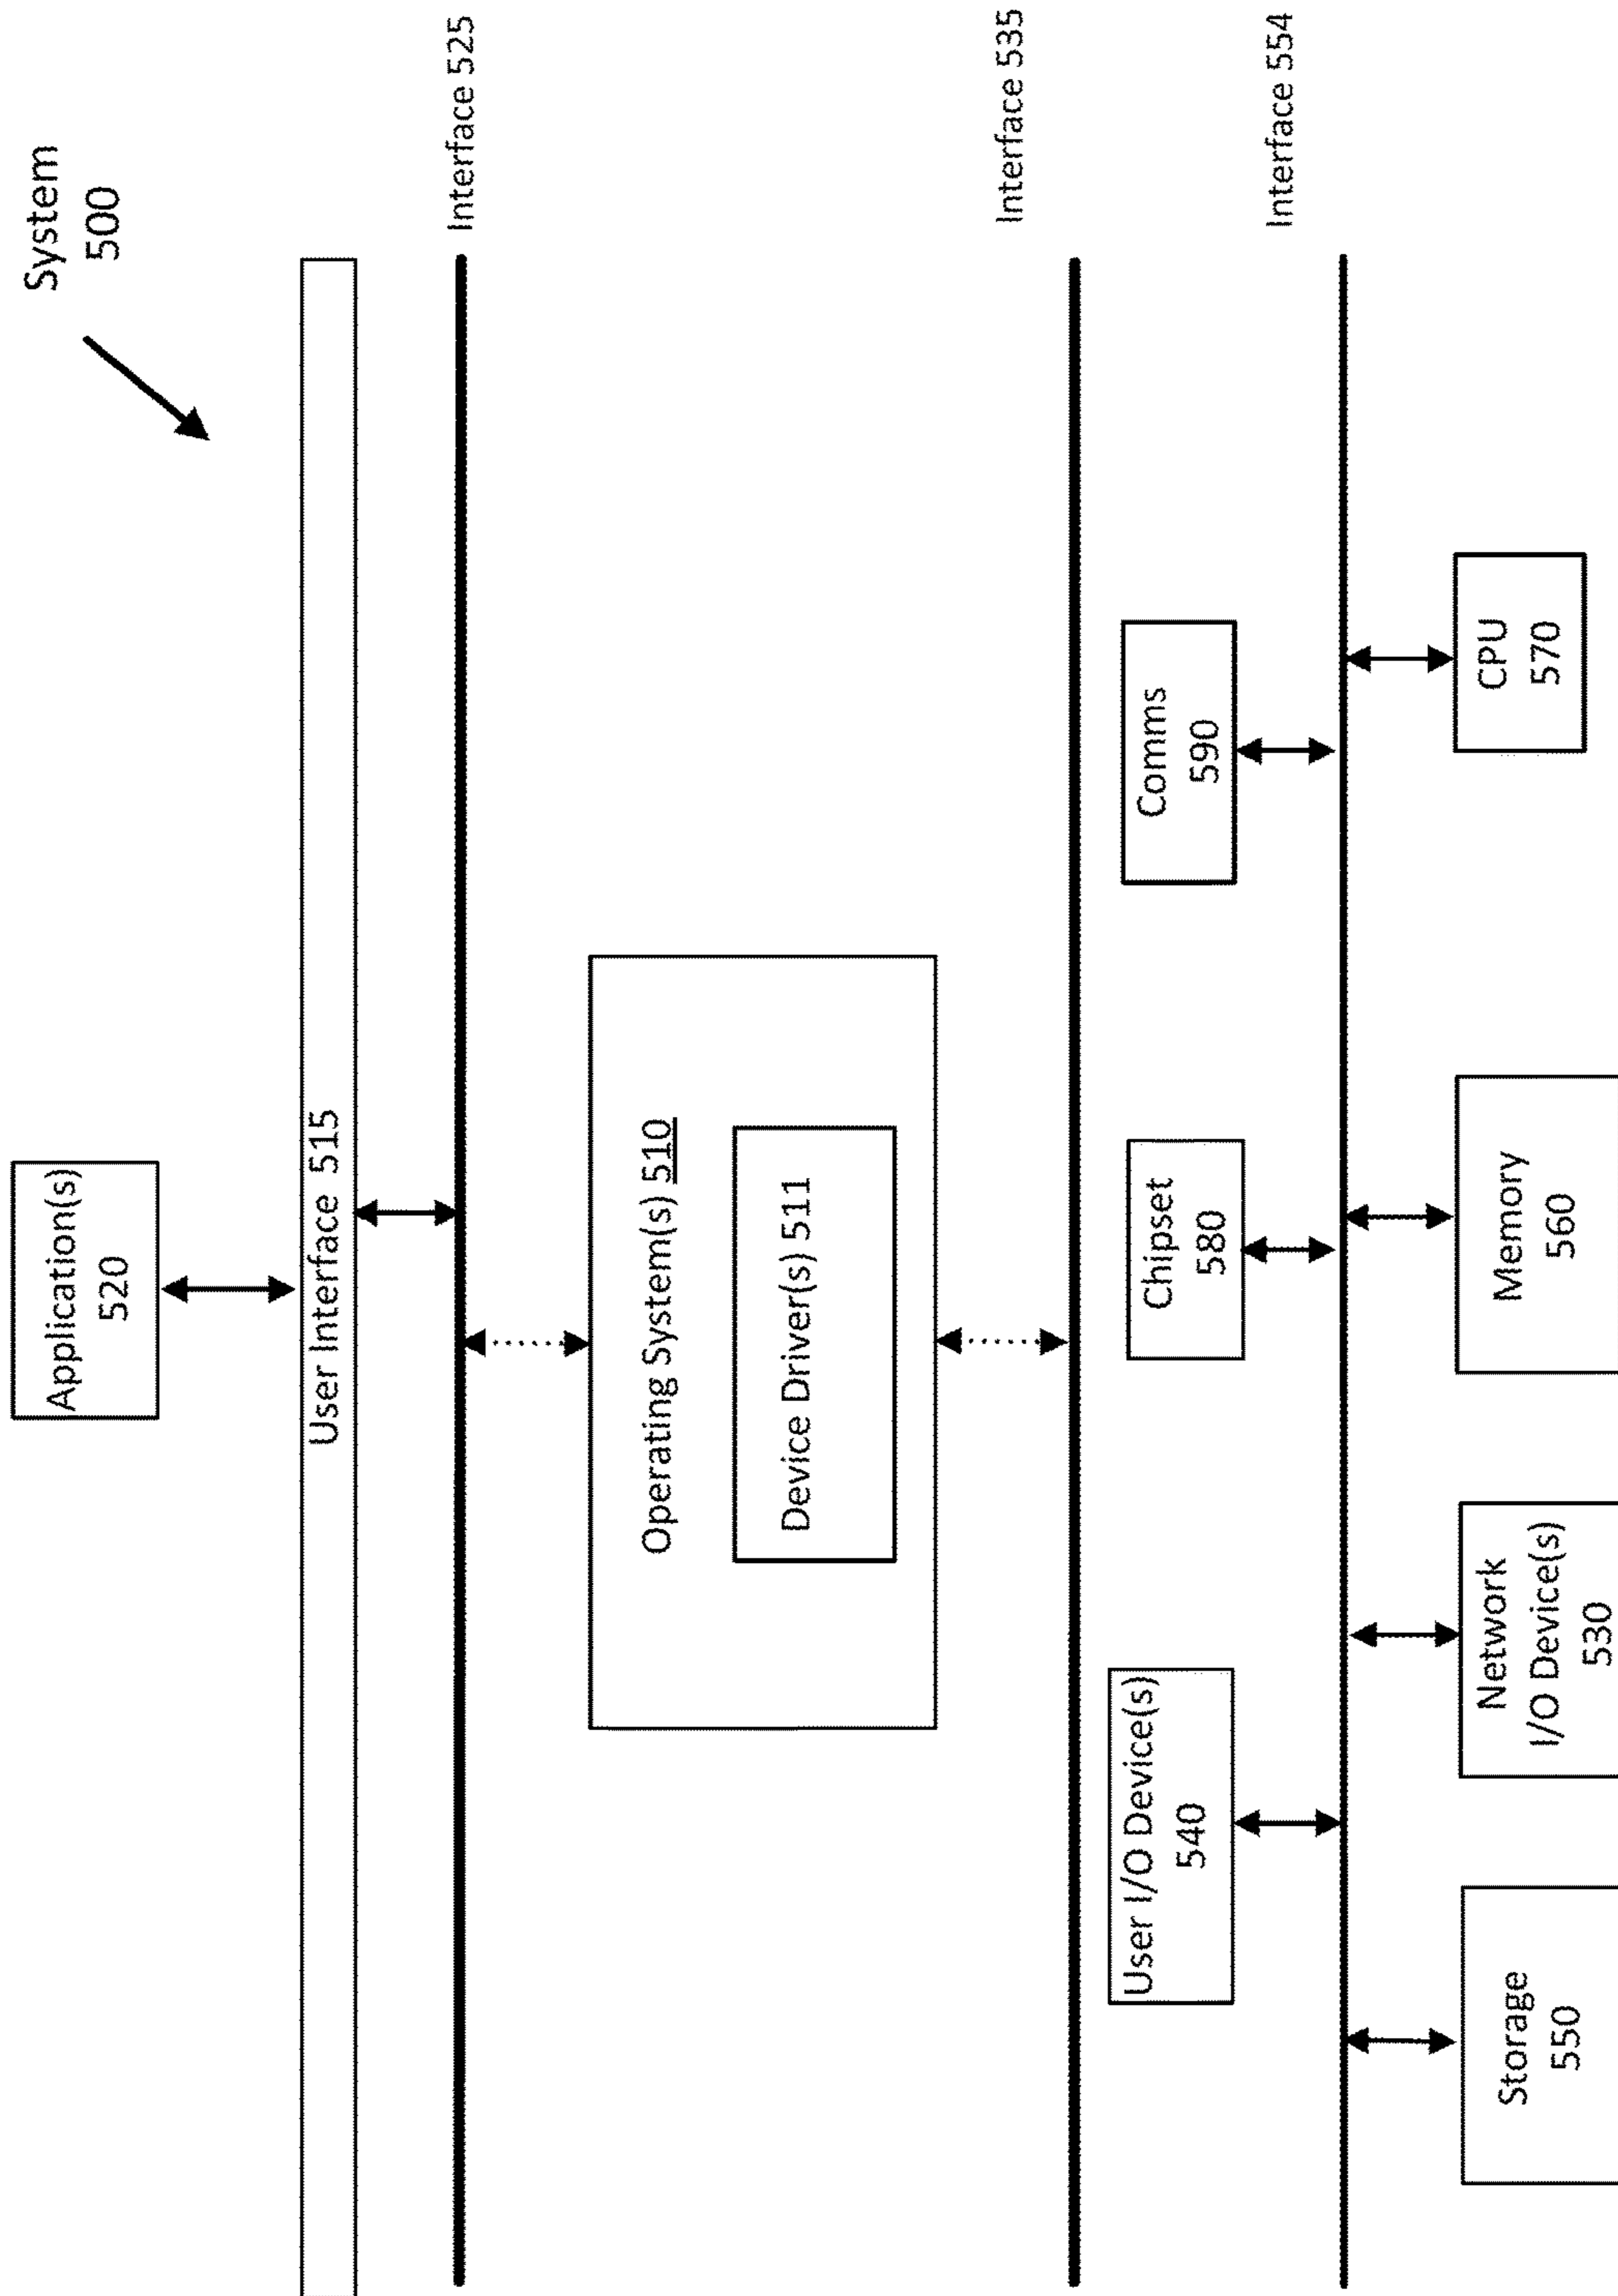 System
500
Application(s)
520
User Interface 515
Interface 525
Operating System(s) 510
Device Driver(s) 511
Interface 535
User I/O Device(s)
540
Chipset
580
Comms
590
Interface 554
Storage
550
Network
I/O Device(s)
530
Memory
560
CPU
570